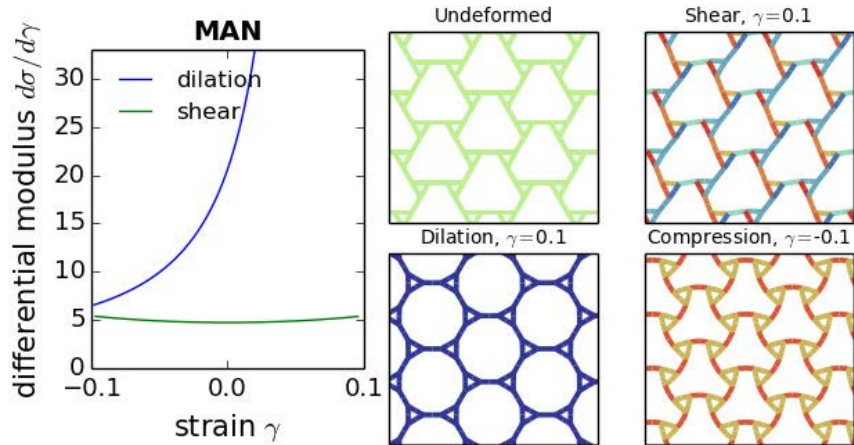 MAN
differential modulus dσ/dγ
30
25
20
15
10
5
0
dilation
shear
−0.1
0.0
0.1
strain γ
Undeformed
Shear, γ=0.1
Dilation, γ=0.1
Compression, γ=-0.1